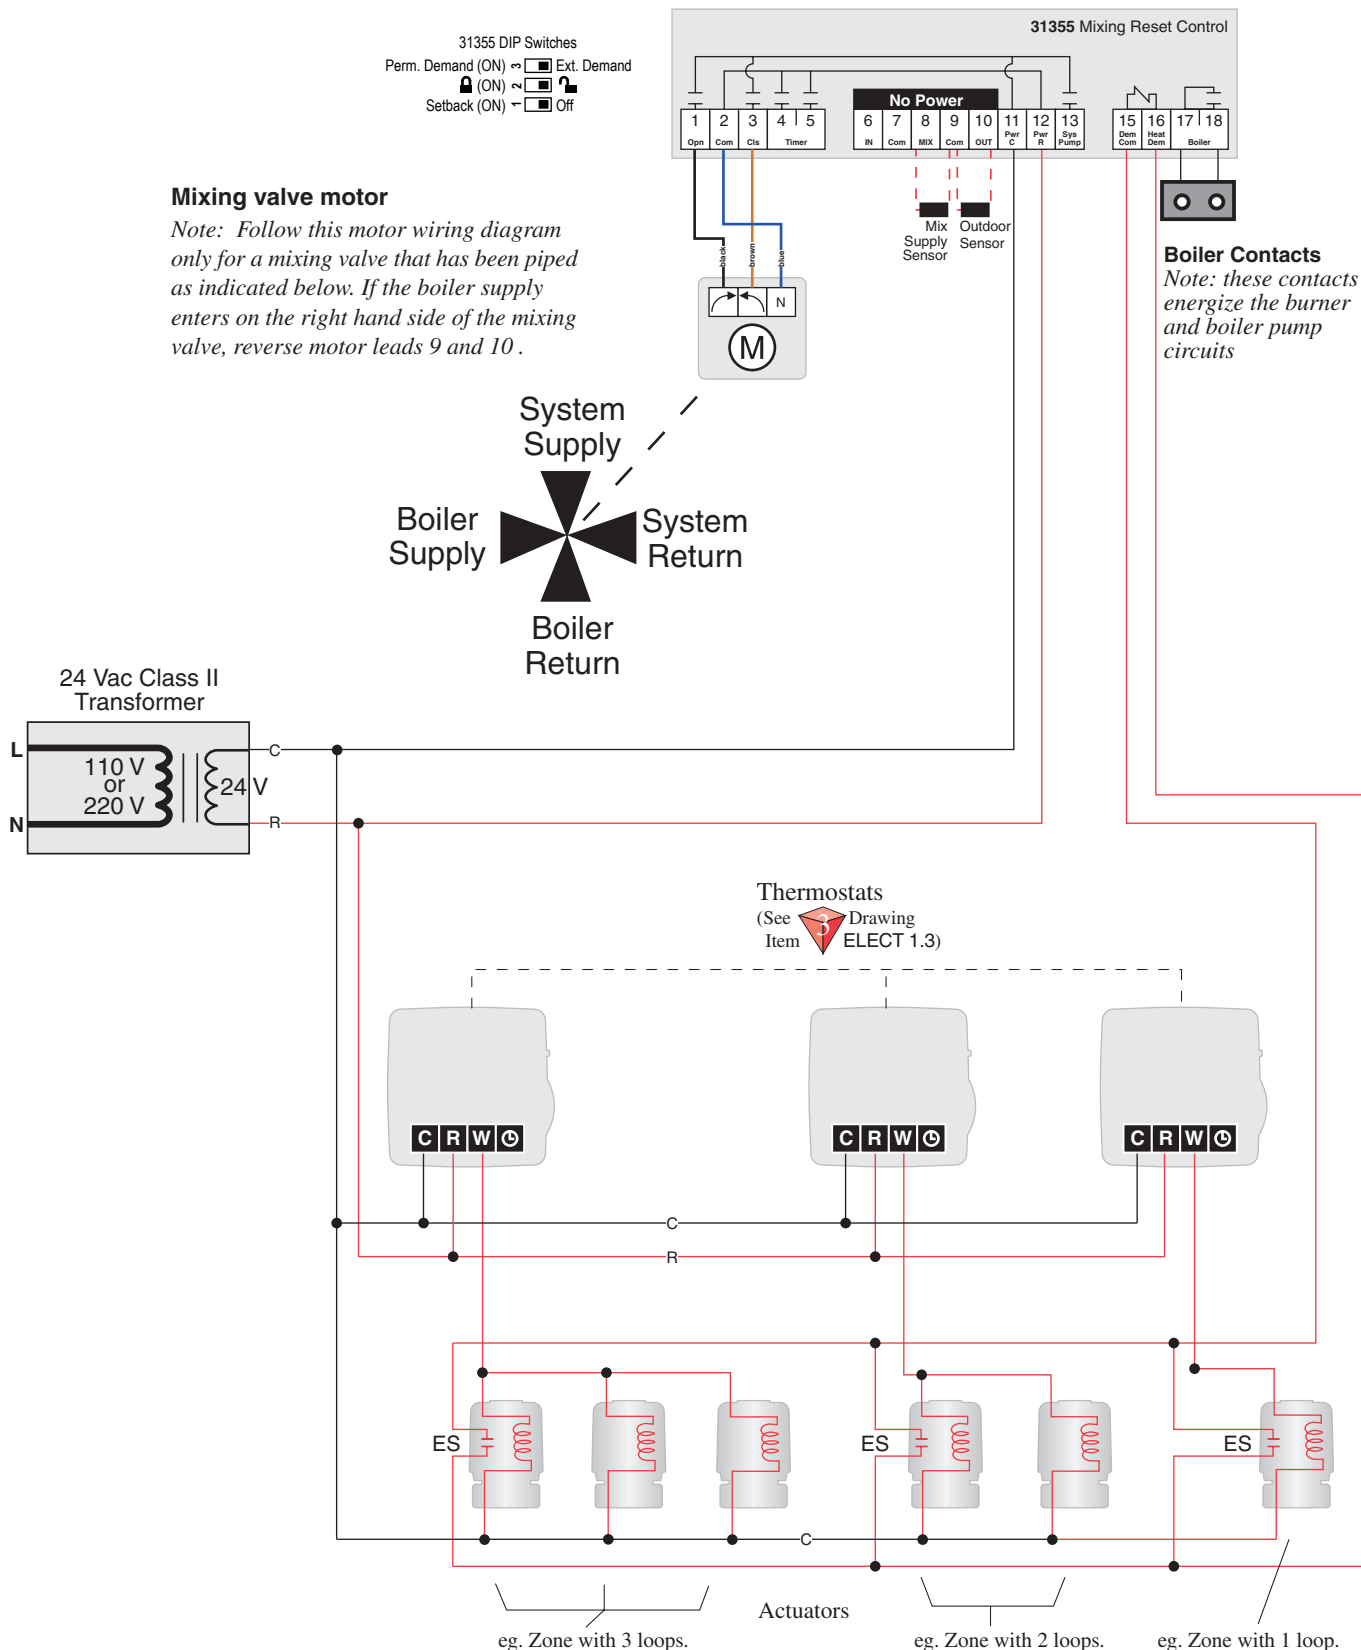 31355 Mixing Reset Control
31355 DIP Switches
Perm. Demand (ON) 3 Ext. Demand
(ON) 2
Setback (ON) 1 Off
No Power
1 2 3 4 5 6 7 8 9 10 11 12 13 15 16 17 18
Opn Com Cls Timer IN Com MIX Com OUT Pwr C Pwr R Sys Pump Dem Com Heat Dem Boiler
Mixing valve motor
Note: Follow this motor wiring diagram
only for a mixing valve that has been piped
as indicated below. If the boiler supply
enters on the right hand side of the mixing
valve, reverse motor leads 9 and 10 .
black brown blue
N
M
Mix
Supply
Sensor
Outdoor
Sensor
Boiler Contacts
Note: these contacts
energize the burner
and boiler pump
circuits
System
Supply
Boiler
Supply
System
Return
Boiler
Return
24 Vac Class II
Transformer
L
110 V
or
220 V
24 V
N
C
R
Thermostats
(See 3 Drawing
Item ELECT 1.3)
C R W
C R W
C R W
C
R
ES
ES
ES
C
Actuators
eg. Zone with 3 loops.
eg. Zone with 2 loops.
eg. Zone with 1 loop.